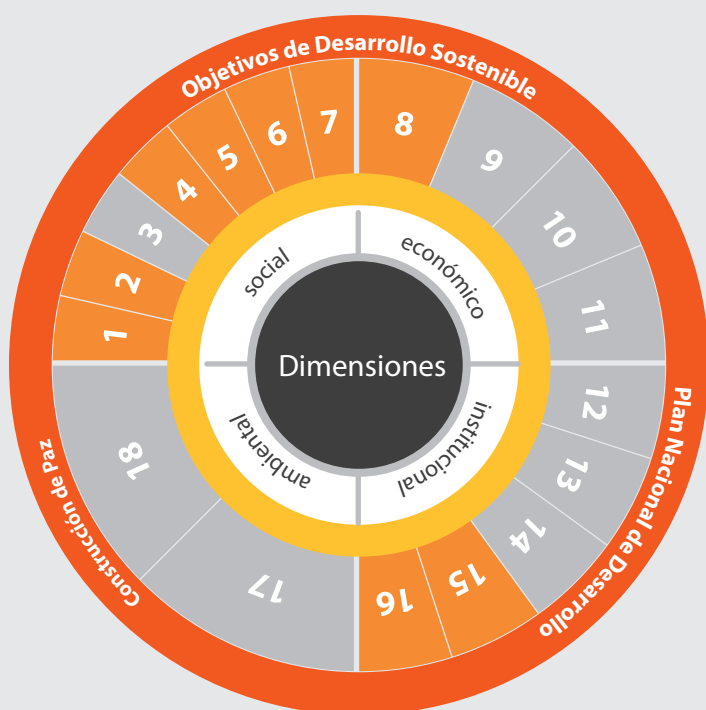 Objetivos de Desarrollo Sostenible
Plan Nacional de Desarrollo
Construcción de Paz
1
2
3
4
5
6
7
8
9
10
11
12
13
14
15
16
17
18
social
económico
institucional
ambiental
Dimensiones